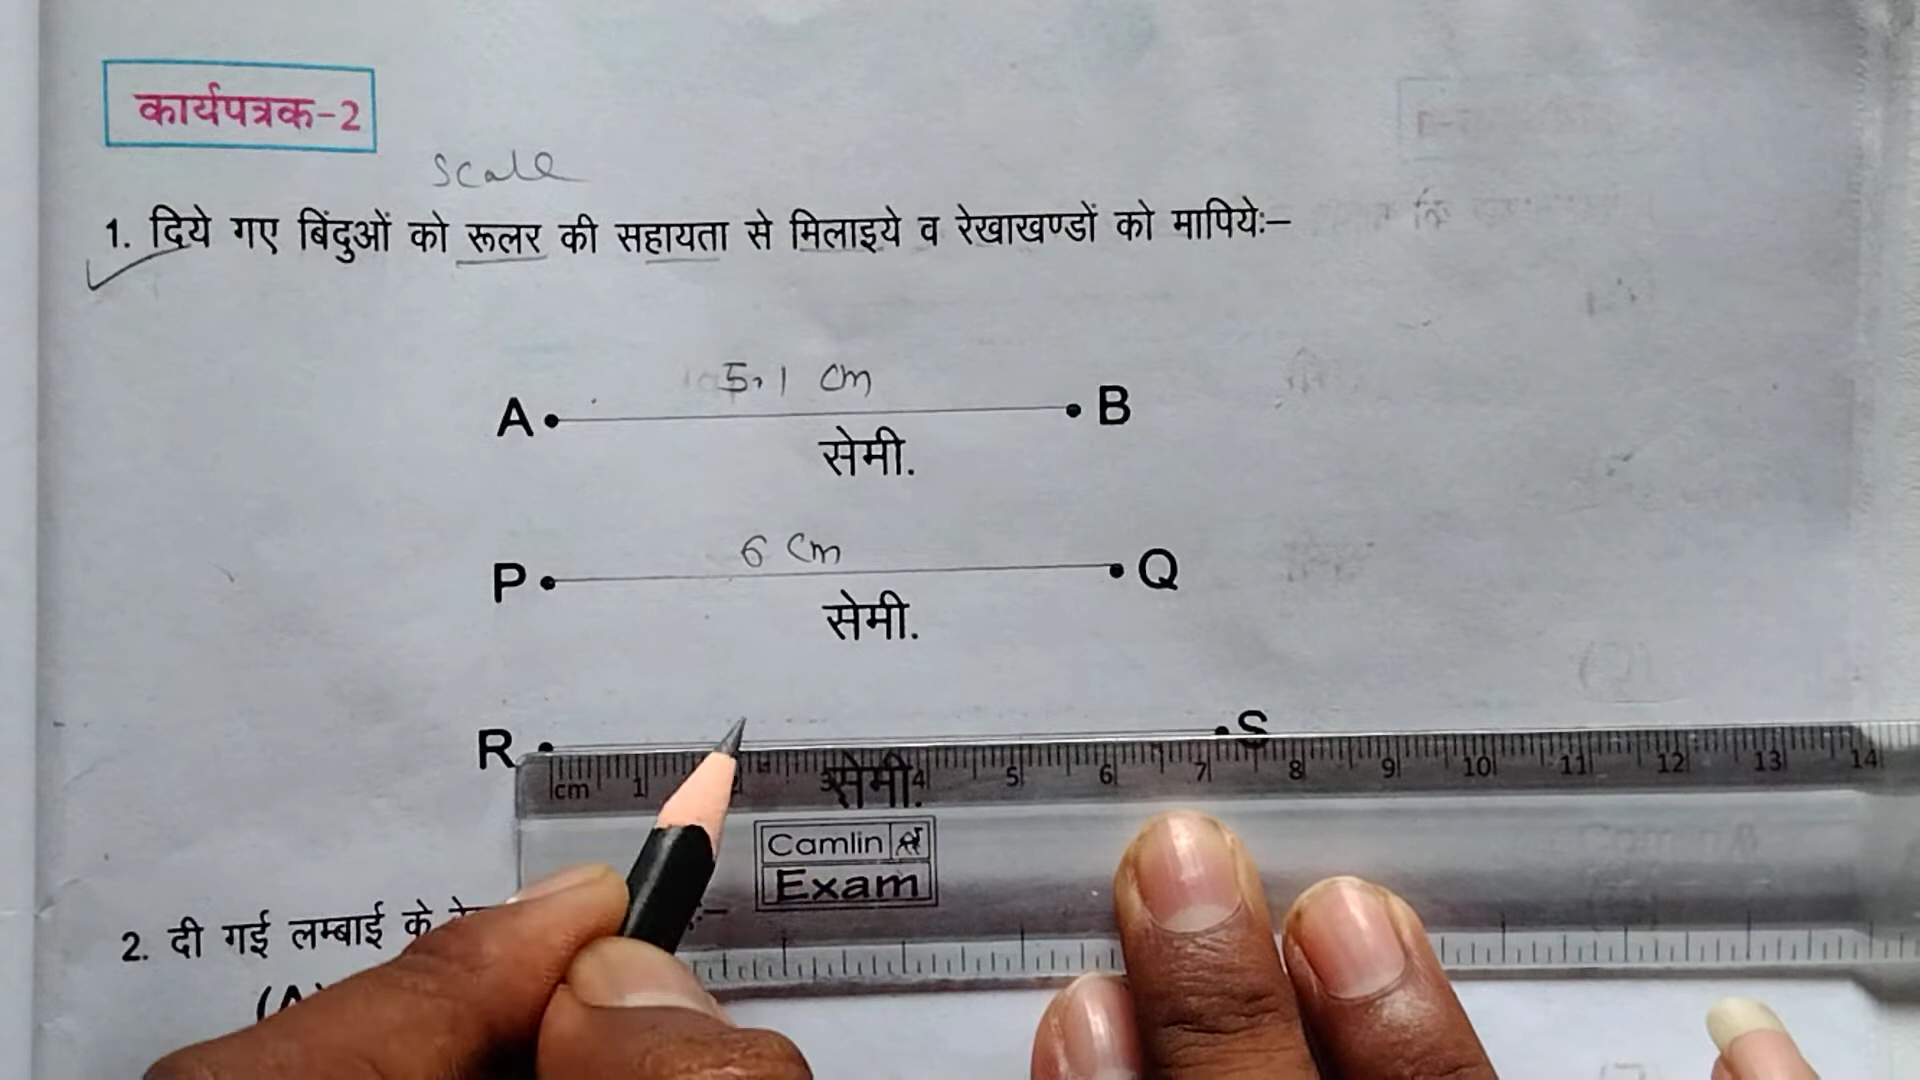 कार्यपत्रक-2
scale
1. दिये गए बिंदुओं को रूलर की सहायता से मिलाइये व रेखाखण्डों को मापिये:–
5.1 cm
A B
सेमी.
6 cm
P Q
सेमी.
R S
सेमी.
cm 1 2 3 4 5 6 7 8 9 10 11 12 13 14
Camlin
Exam
2. दी गई लम्बाई के